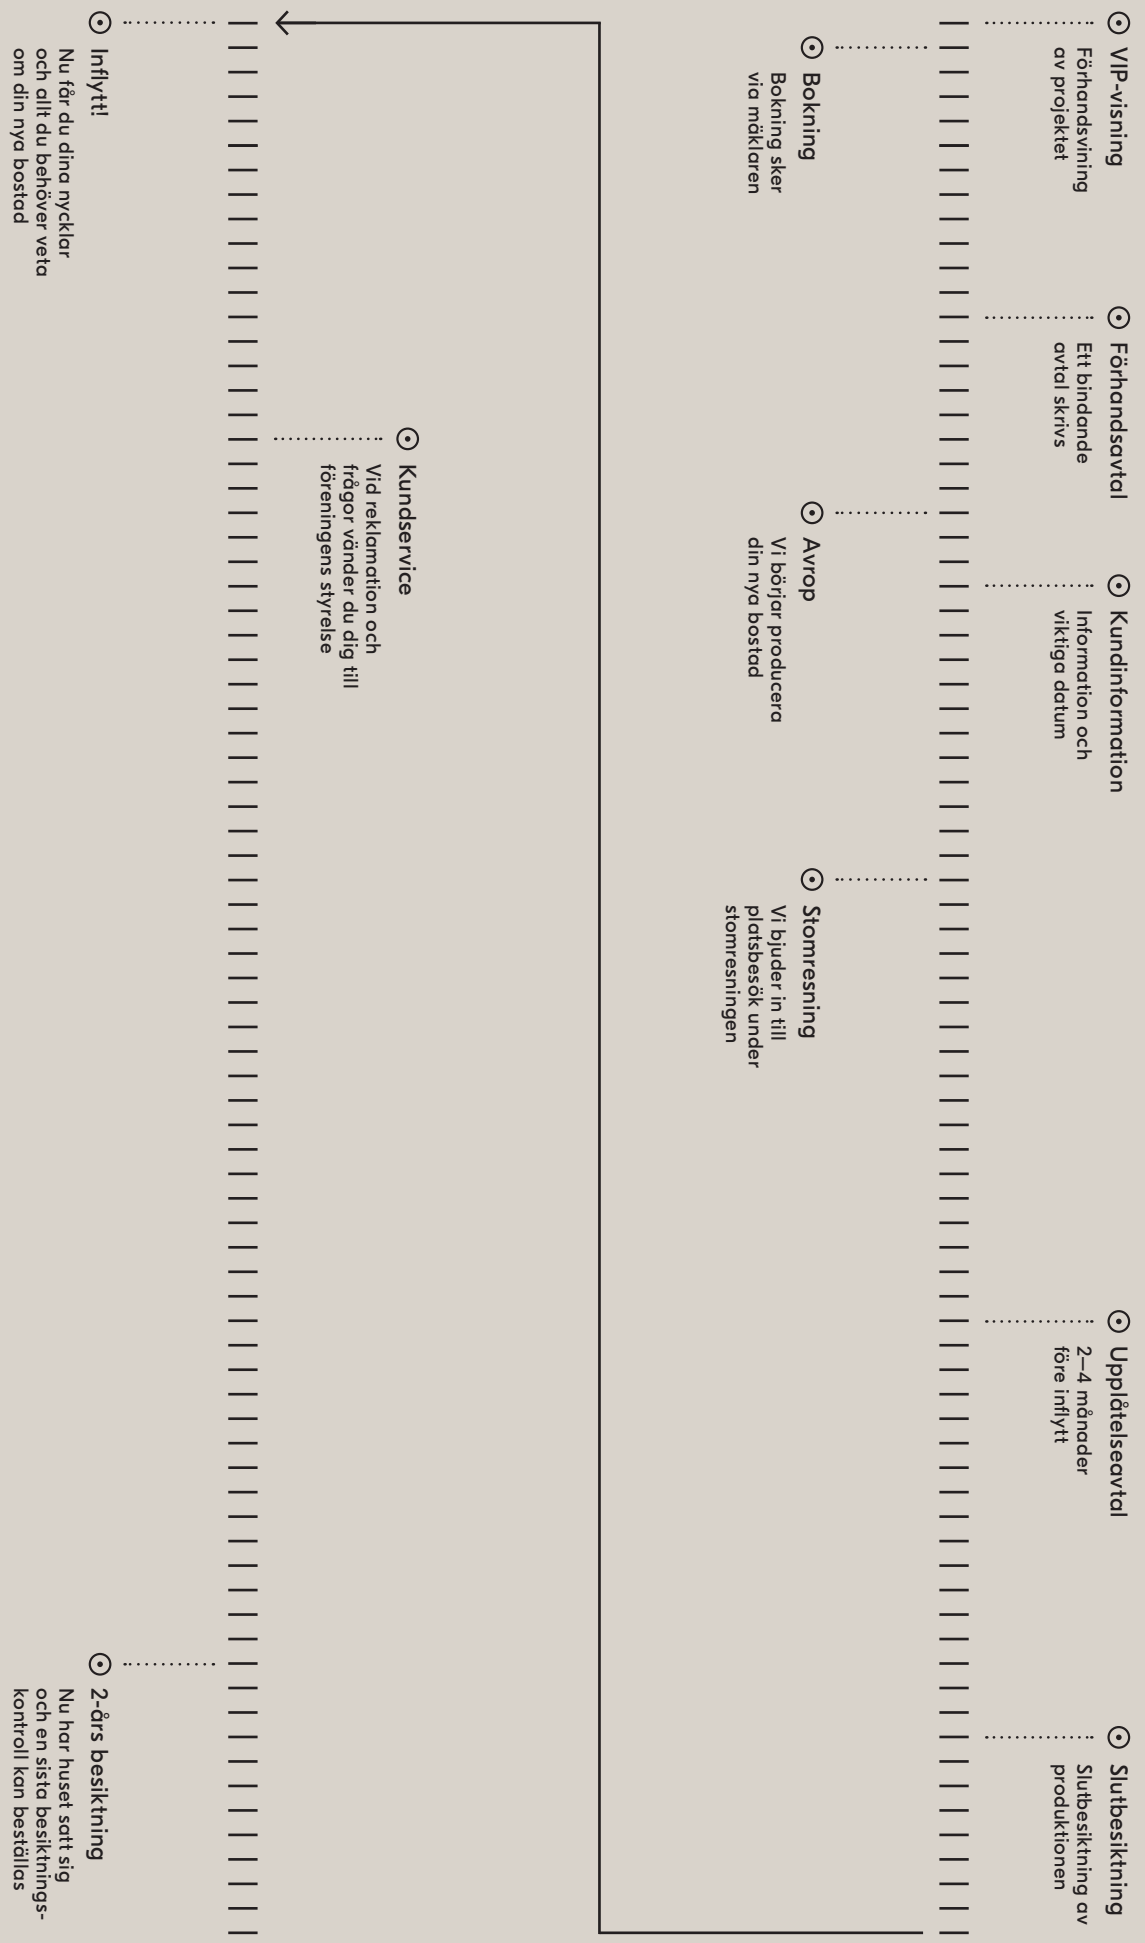 VIP-visning
Förhandsvining
av projektet
Bokning
Bokning sker
via mäklaren
Förhandsavtal
Ett bindande
avtal skrivs
Avrop
Vi börjar producera
din nya bostad
Kundinformation
Information och
viktiga datum
Stomresning
Vi bjuder in till
platsbesök under
stomresningen
Upplåtelseavtal
2–4 månader
före inflytt
Slutbesiktning
Slutbesiktning av
produktionen
Inflytt!
Nu får du dina nycklar
och allt du behöver veta
om din nya bostad
Kundservice
Vid reklamation och
frågor vänder du dig till
föreningens styrelse
2-års besiktning
Nu har huset satt sig
och en sista besiktnings-
kontroll kan beställas